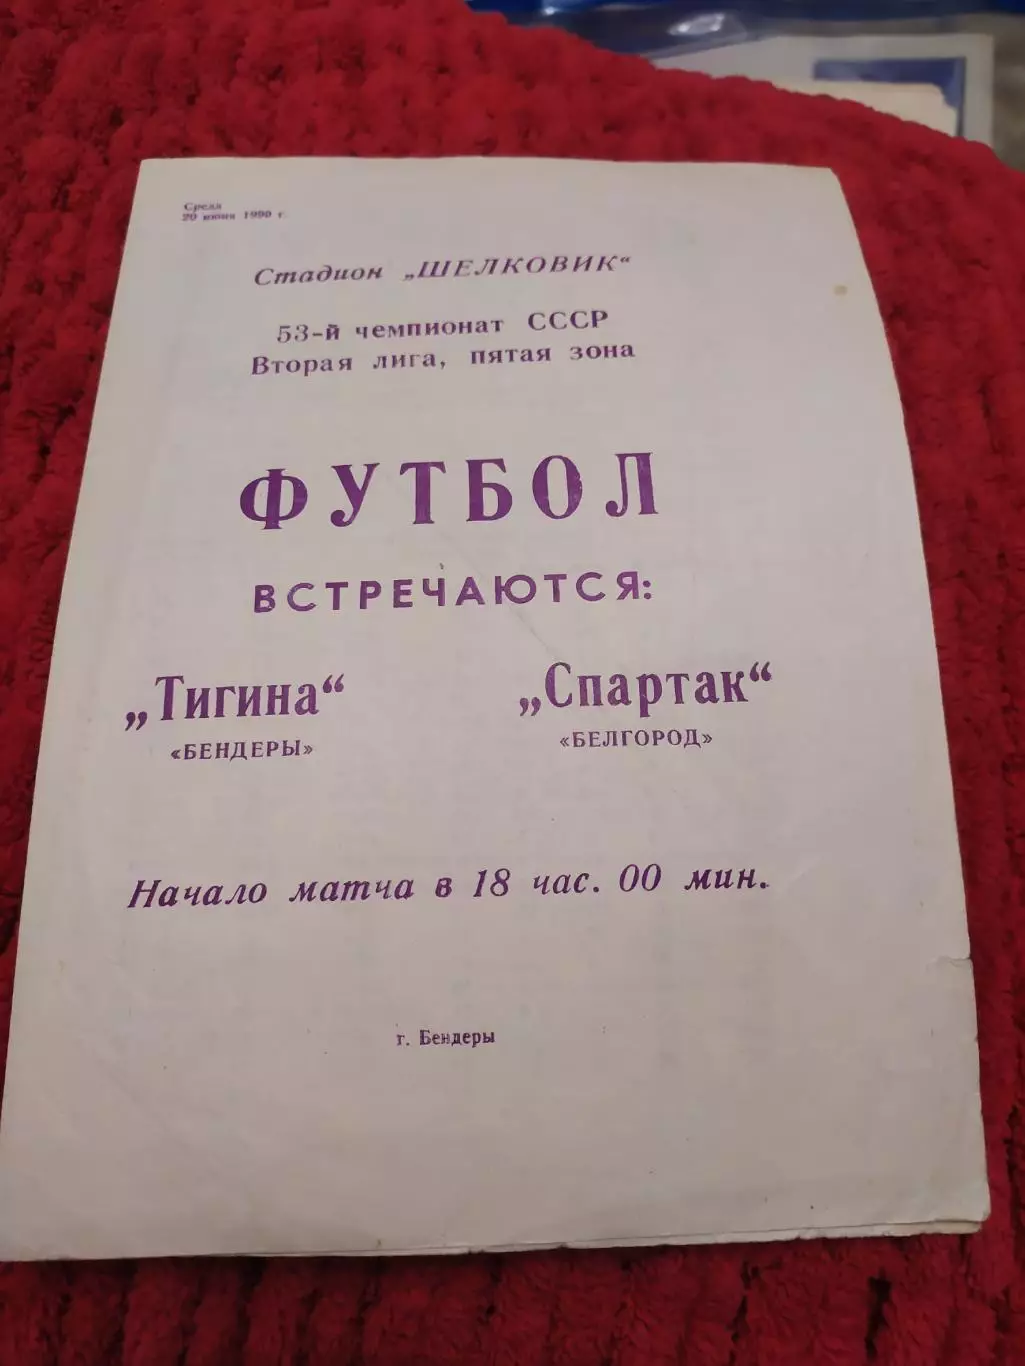 Среда
20 июня 1990 г.
Стадион „ШЕЛКОВИК“
53-й чемпионат СССР
Вторая лига, пятая зона
ФУТБОЛ
ВСТРЕЧАЮТСЯ:
„Тигина“ „Спартак“
«БЕНДЕРЫ» «БЕЛГОРОД»
Начало матча в 18 час. 00 мин.
г. Бендеры